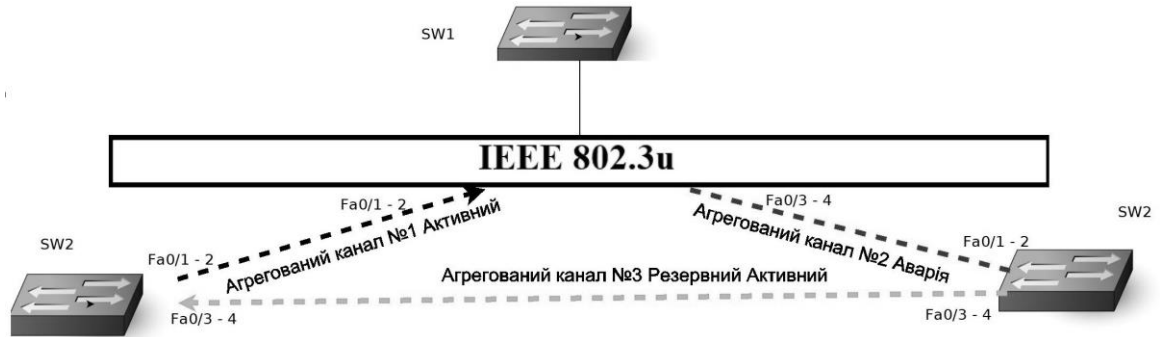 SW1
IEEE 802.3u
Fa0/1 - 2
Fa0/3 - 4
SW2
SW2
Агрегований канал №1 Активний
Агрегований канал №2 Аварія
Fa0/1 - 2
Fa0/1 - 2
Агрегований канал №3 Резервний Активний
Fa0/3 - 4
Fa0/3 - 4